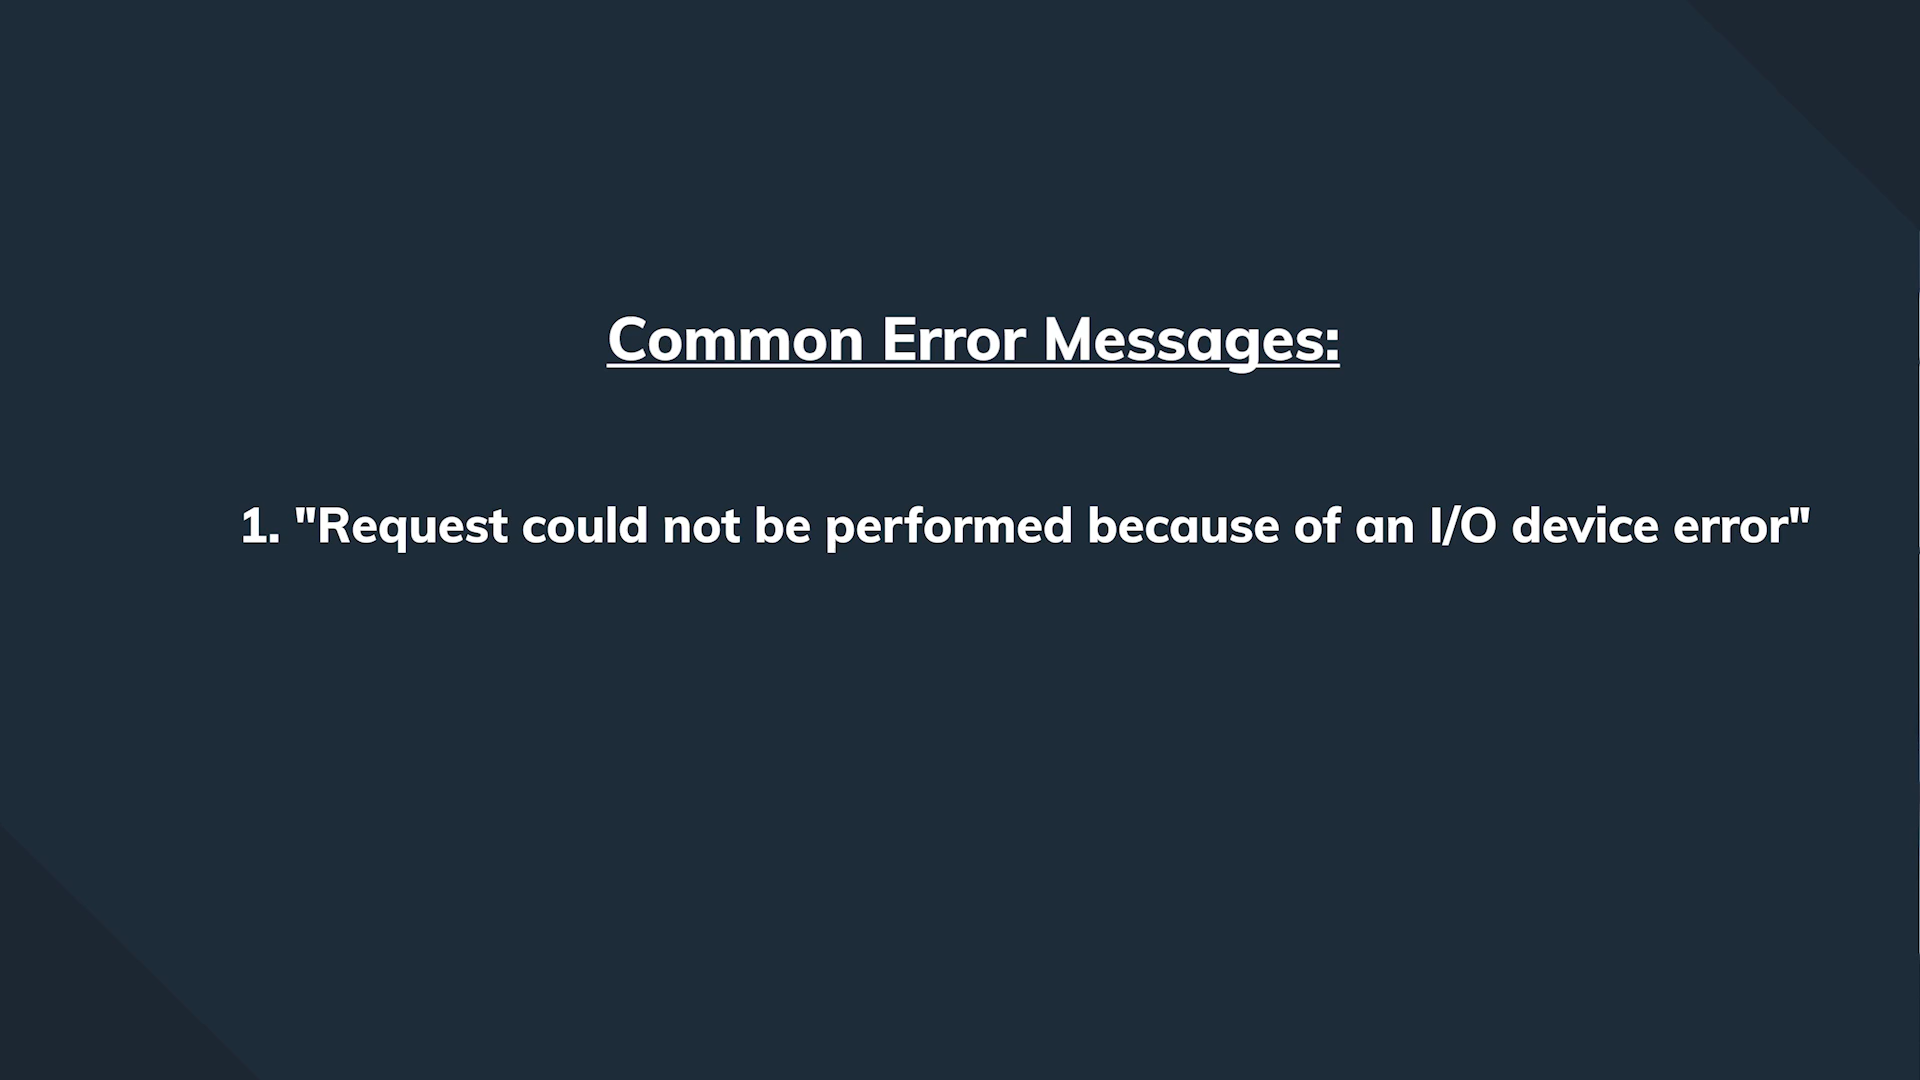 Common Error Messages:
1. "Request could not be performed because of an I/O device error"